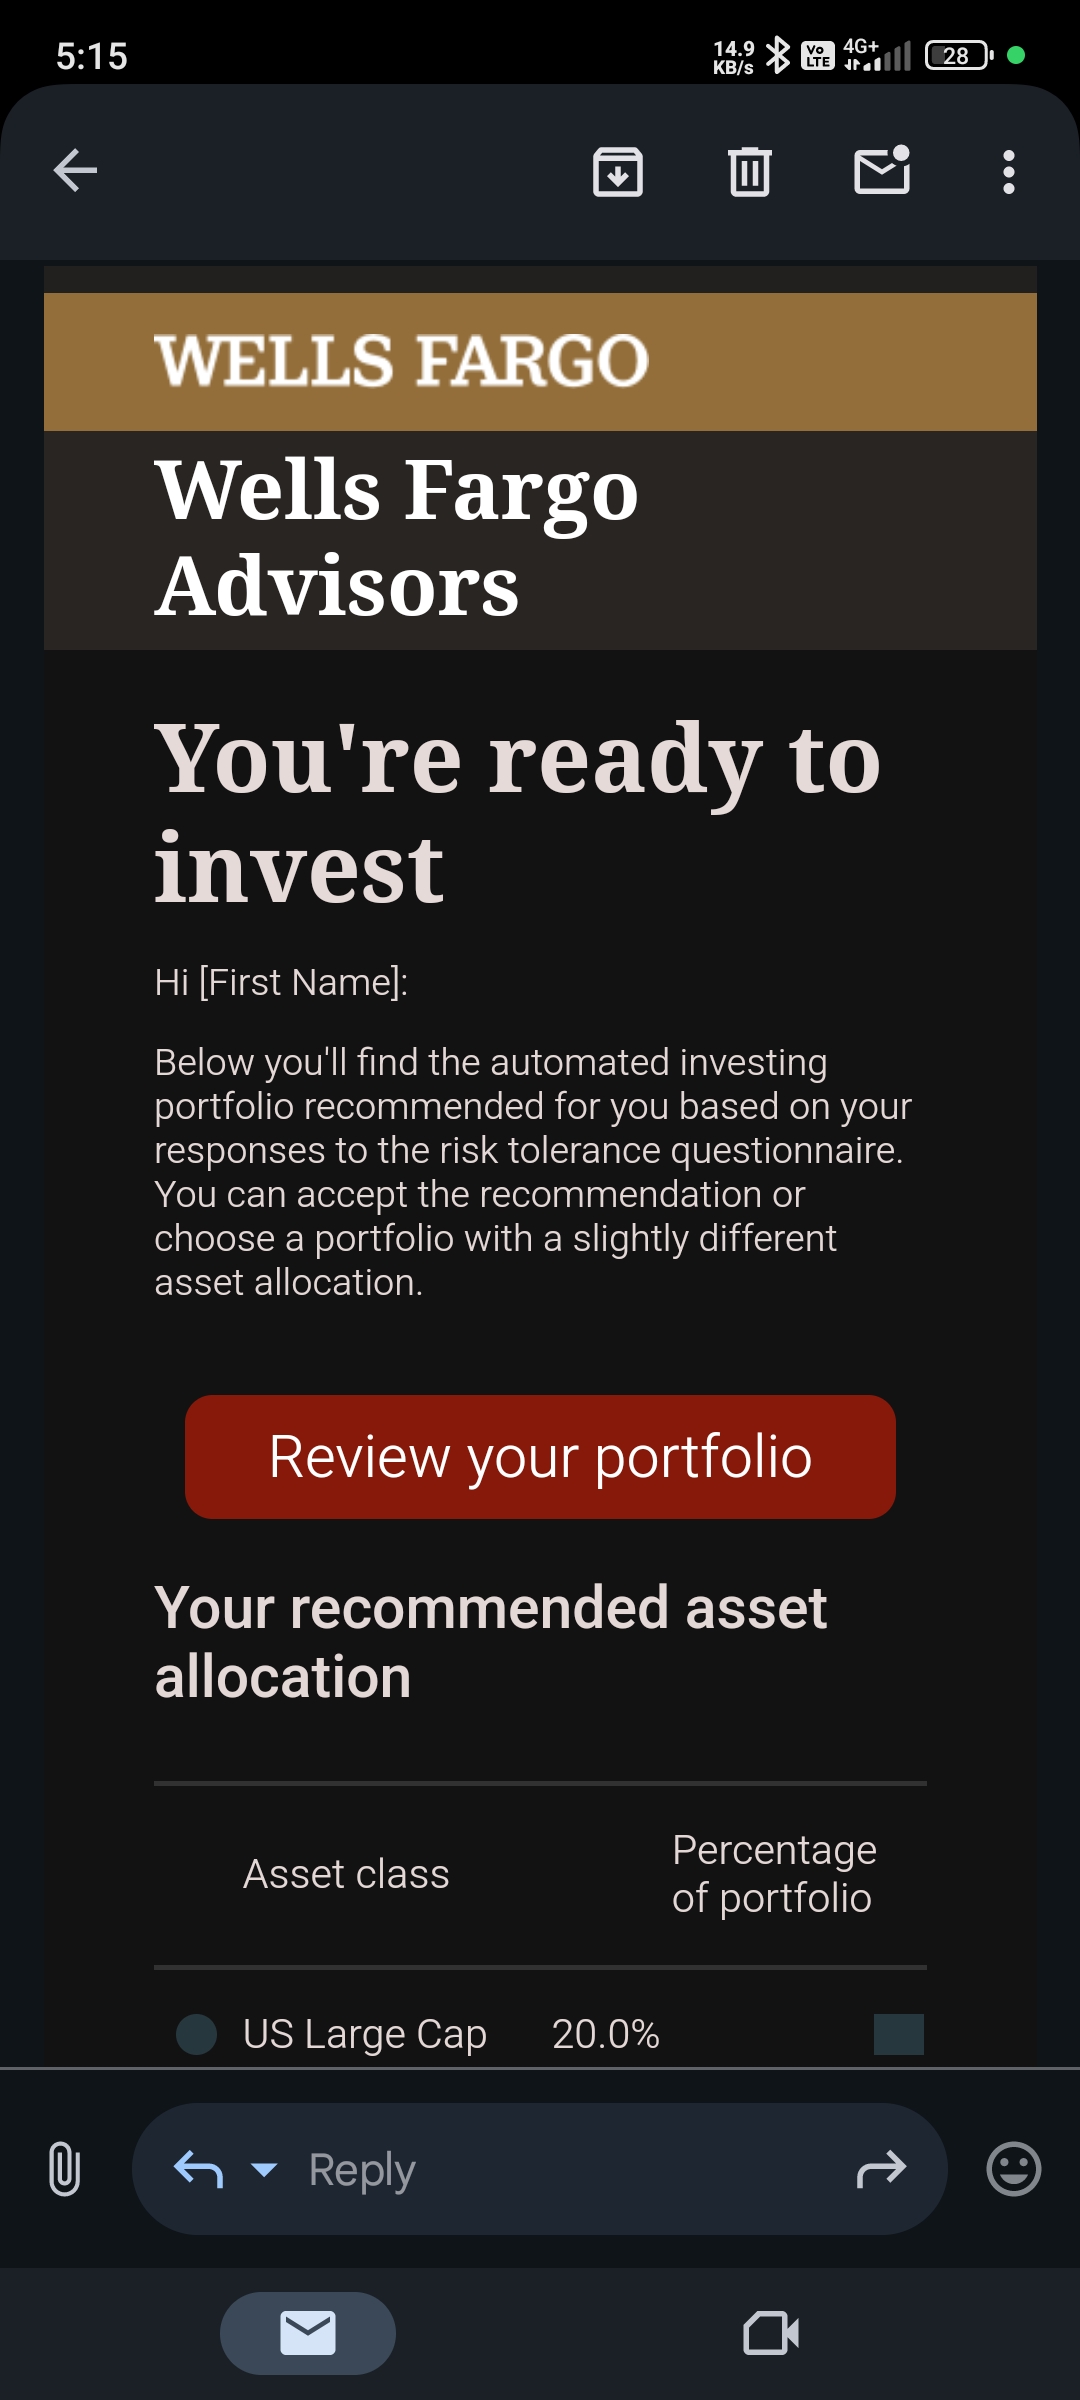 5:15
14.9
KB/s
Vo
LTE
4G+
28
WELLS FARGO
Wells Fargo
Advisors
You're ready to
invest
Hi [First Name]:
Below you'll find the automated investing
portfolio recommended for you based on your
responses to the risk tolerance questionnaire.
You can accept the recommendation or
choose a portfolio with a slightly different
asset allocation.
Review your portfolio
Your recommended asset
allocation
Asset class
Percentage
of portfolio
US Large Cap 20.0%
Reply